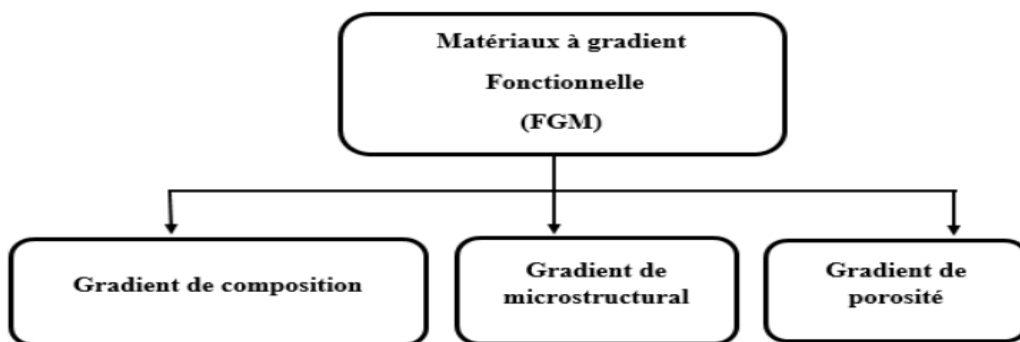 Matériaux à gradient
Fonctionnelle
(FGM)
Gradient de composition
Gradient de
microstructural
Gradient de
porosité